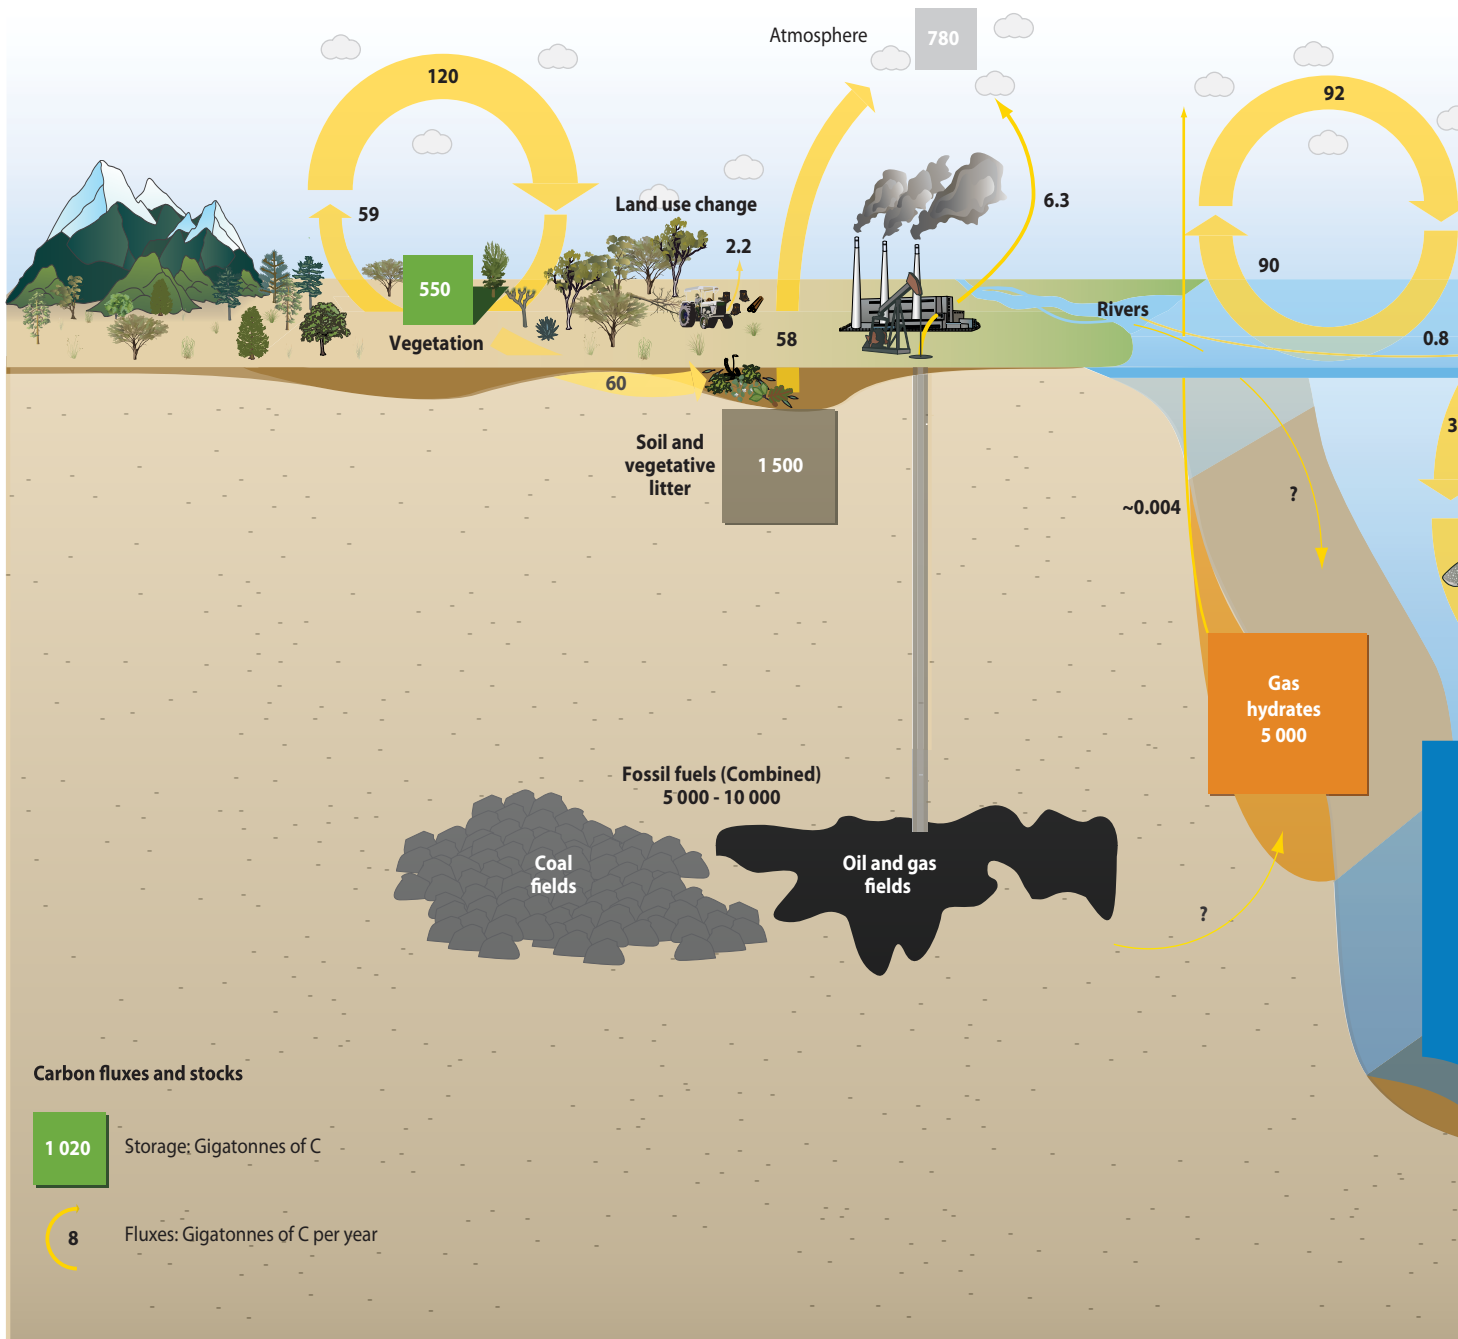 Atmosphere
780
120
92
59
Land use change
2.2
6.3
90
550
Rivers
0.8
Vegetation
58
60
3
Soil and
vegetative
litter
1 500
?
~0.004
Gas
hydrates
5 000
Fossil fuels (Combined)
5 000 - 10 000
Coal
fields
Oil and gas
fields
?
Carbon fluxes and stocks
1 020
Storage: Gigatonnes of C
8
Fluxes: Gigatonnes of C per year